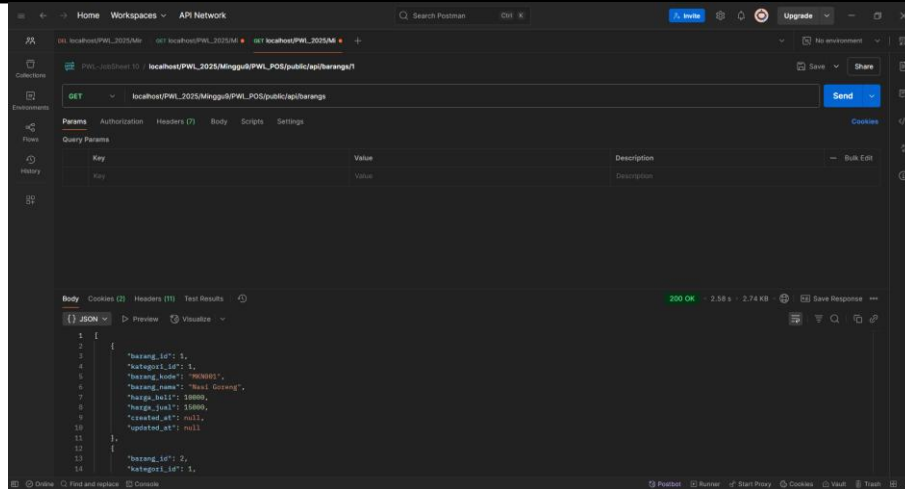 Home Workspaces API Network Search Postman Ctrl K Invite Upgrade
localhost/PWL_2025/Min GET localhost/PWL_2025/Mi GET localhost/PWL_2025/Mi + No environment
PWL-JobSheet 10 / localhost/PWL_2025/Minggu9/PWL_POS/public/api/barangs/1 Save Share
Collections
GET localhost/PWL_2025/Minggu9/PWL_POS/public/api/barangs Send
Environments
Params Authorization Headers (7) Body Scripts Settings Cookies
Flows
Query Params
Key Value Description Bulk Edit
Key Value Description
History
Body Cookies (2) Headers (11) Test Results 200 OK 2.58 s 2.74 KB Save Response
{} JSON Preview Visualize
1 [
2 {
3 "barang_id": 1,
4 "kategori_id": 1,
5 "barang_kode": "MKN001",
6 "barang_nama": "Nasi Goreng",
7 "harga_beli": 10000,
8 "harga_jual": 15000,
9 "created_at": null,
10 "updated_at": null
11 },
12 {
13 "barang_id": 2,
14 "kategori_id": 1,
Online Find and replace Console Postbot Runner Start Proxy Cookies Vault Trash